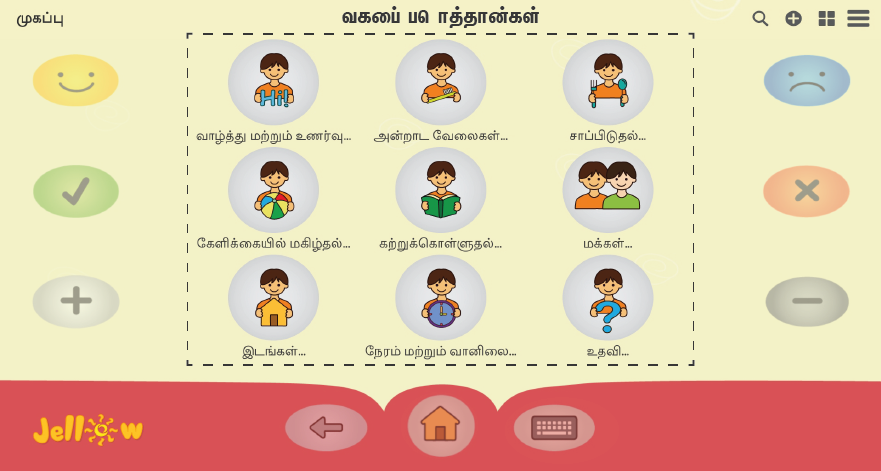 முகப்பு
வகைப் பொத்தான்கள்
HI!
வாழ்த்து மற்றும் உணர்வு...
அன்றாட வேலைகள்...
சாப்பிடுதல்...
கேளிக்கையில் மகிழ்தல்...
கற்றுக்கொள்ளுதல்...
மக்கள்...
இடங்கள்...
நேரம் மற்றும் வானிலை...
?
உதவி...
Jellow